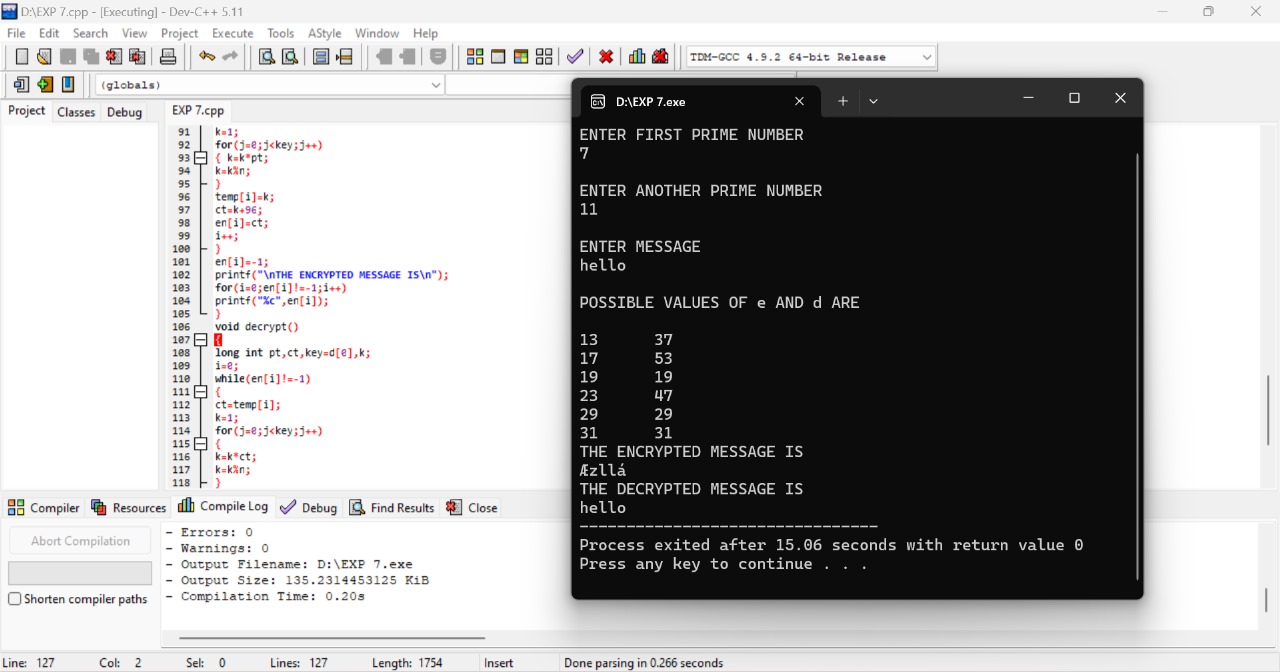 D:\EXP 7.cpp - [Executing] - Dev-C++ 5.11
File Edit Search View Project Execute Tools AStyle Window Help
TDM-GCC 4.9.2 64-bit Release
(globals)
Project Classes Debug
EXP 7.cpp
91 k=1;
92 for(j=0;j<key;j++)
93 { k=k*pt;
94 k=k%n;
95 }
96 temp[i]=k;
97 ct=k+96;
98 en[i]=ct;
99 i++;
100 }
101 en[i]=-1;
102 printf("\nTHE ENCRYPTED MESSAGE IS\n");
103 for(i=0;en[i]!=-1;i++)
104 printf("%c",en[i]);
105 }
106 void decrypt()
107 {
108 long int pt,ct,key=d[0],k;
109 i=0;
110 while(en[i]!=-1)
111 {
112 ct=temp[i];
113 k=1;
114 for(j=0;j<key;j++)
115 {
116 k=k*ct;
117 k=k%n;
118 }
D:\EXP 7.exe
ENTER FIRST PRIME NUMBER
7
ENTER ANOTHER PRIME NUMBER
11
ENTER MESSAGE
hello
POSSIBLE VALUES OF e AND d ARE
13 37
17 53
19 19
23 47
29 29
31 31
THE ENCRYPTED MESSAGE IS
Æzllá
THE DECRYPTED MESSAGE IS
hello
--------------------------------
Process exited after 15.06 seconds with return value 0
Press any key to continue . . .
Compiler Resources Compile Log Debug Find Results Close
Abort Compilation
Shorten compiler paths
- Errors: 0
- Warnings: 0
- Output Filename: D:\EXP 7.exe
- Output Size: 135.2314453125 KiB
- Compilation Time: 0.20s
Line: 127 Col: 2 Sel: 0 Lines: 127 Length: 1754 Insert Done parsing in 0.266 seconds